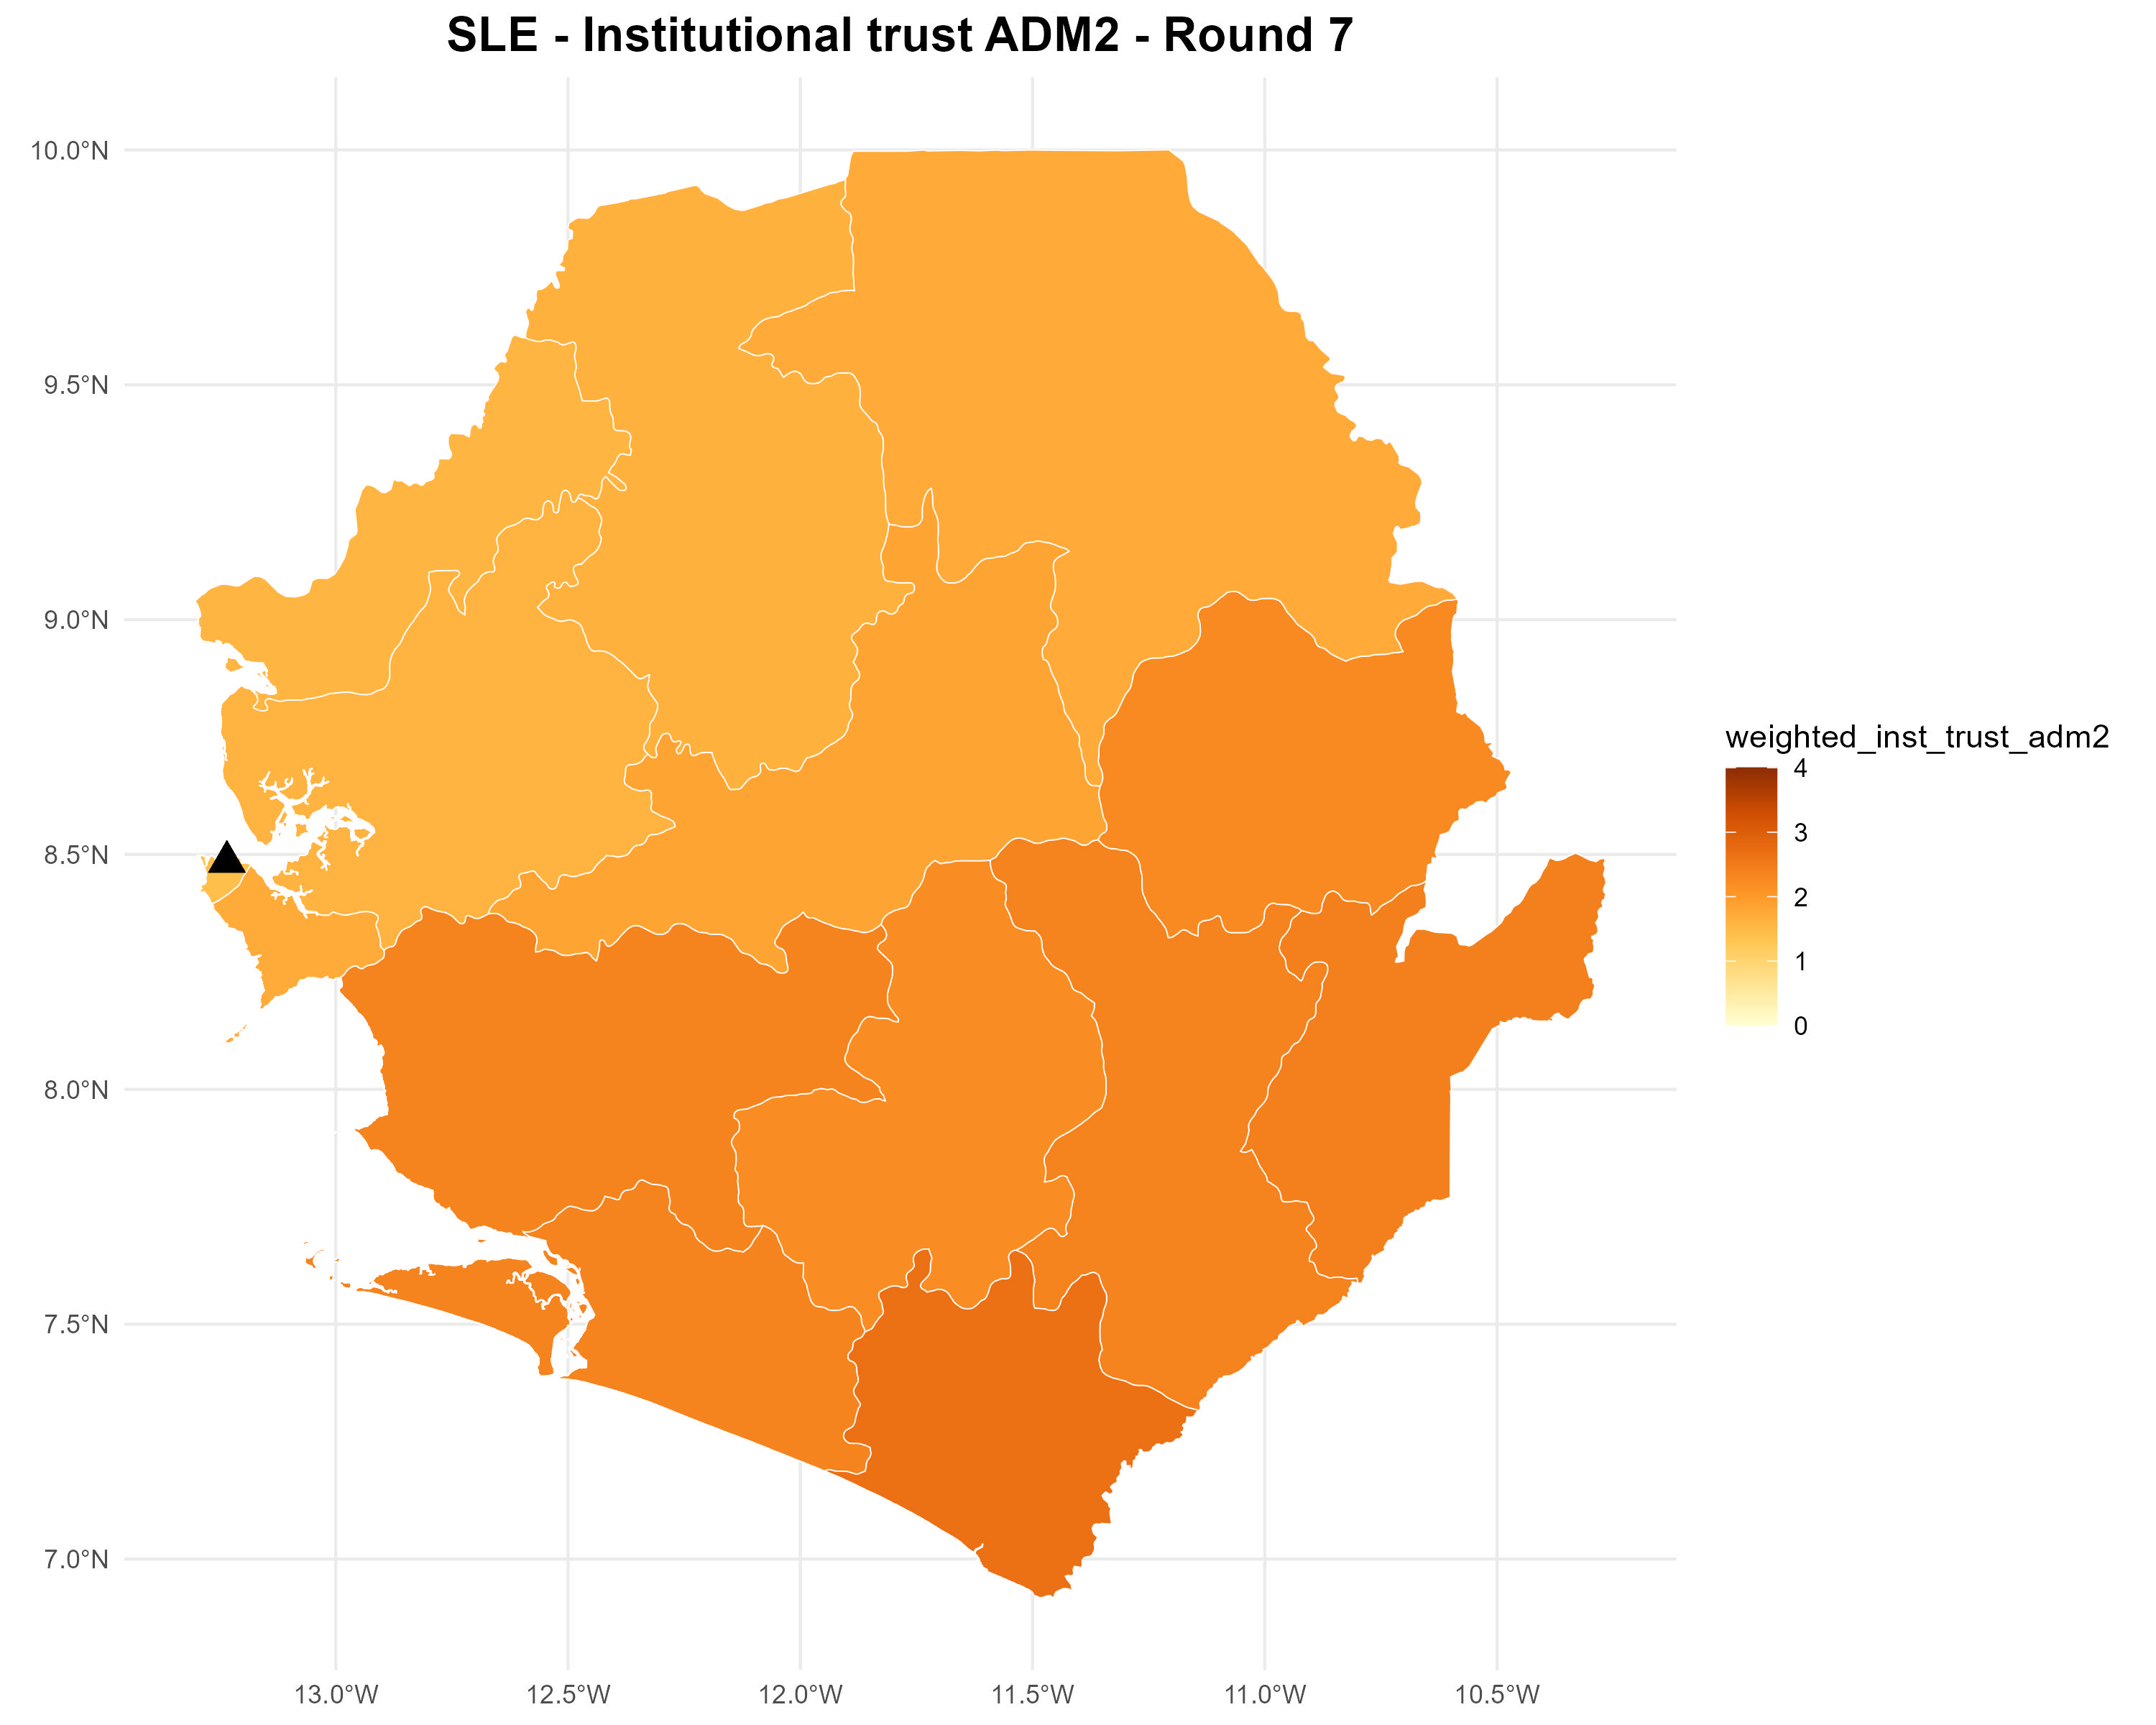 SLE - Institutional trust ADM2 - Round 7
10.0°N
9.5°N
9.0°N
8.5°N
8.0°N
7.5°N
7.0°N
13.0°W
12.5°W
12.0°W
11.5°W
11.0°W
10.5°W
weighted_inst_trust_adm2
4
3
2
1
0